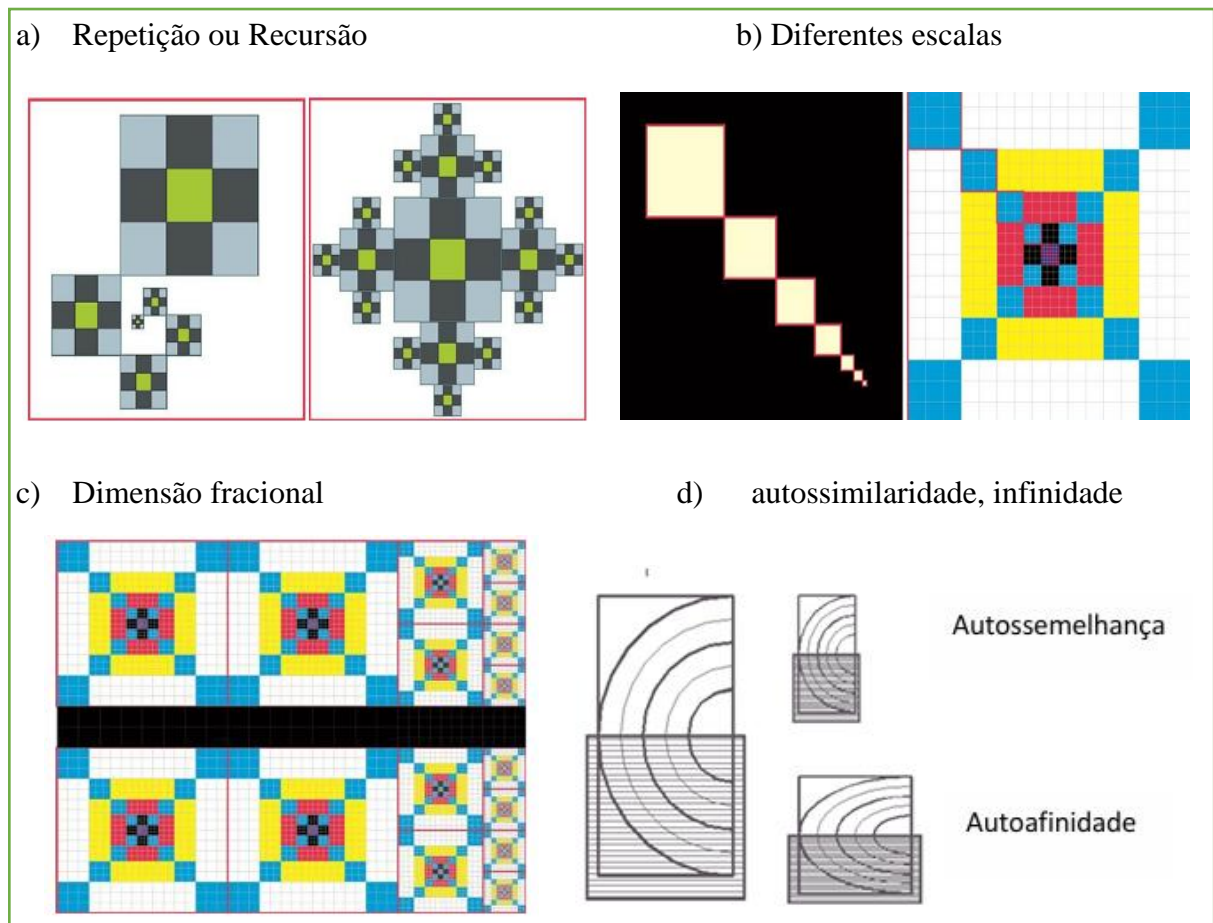 a) Repetição ou Recursão
b) Diferentes escalas
c) Dimensão fracional
d) autossimilaridade, infinidade
Autossemelhança
Autoafinidade